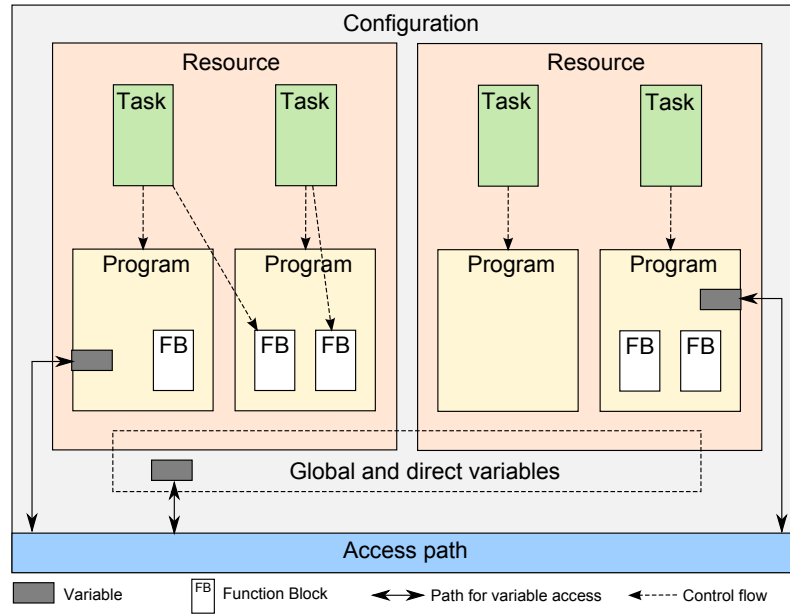 Configuration
Resource
Resource
Task
Task
Task
Task
Program
Program
Program
Program
FB
FB
FB
FB
FB
Global and direct variables
Access path
Variable
FB
Function Block
Path for variable access
Control flow